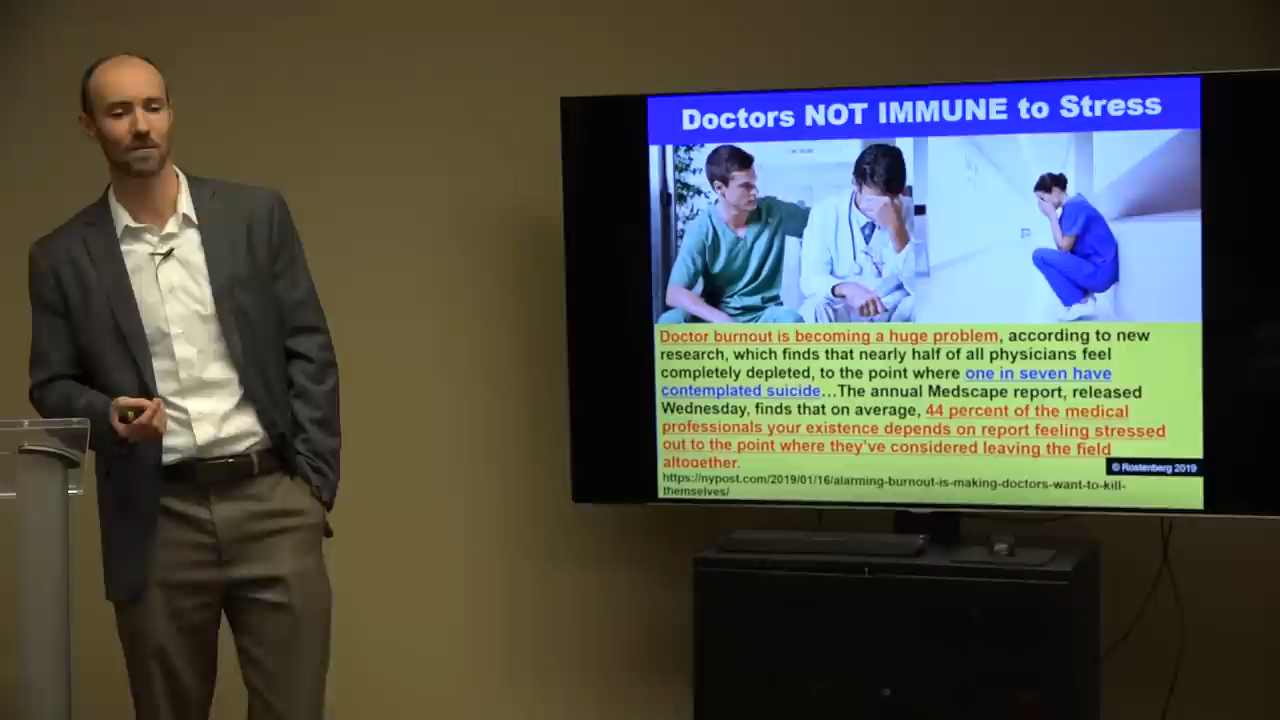 Doctors NOT IMMUNE to Stress
Doctor burnout is becoming a huge problem, according to new
research, which finds that nearly half of all physicians feel
completely depleted, to the point where one in seven have
contemplated suicide…The annual Medscape report, released
Wednesday, finds that on average, 44 percent of the medical
professionals your existence depends on report feeling stressed
out to the point where they've considered leaving the field
altogether.
© Rostenberg 2019
https://nypost.com/2019/01/16/alarming-burnout-is-making-doctors-want-to-kill-
themselves/